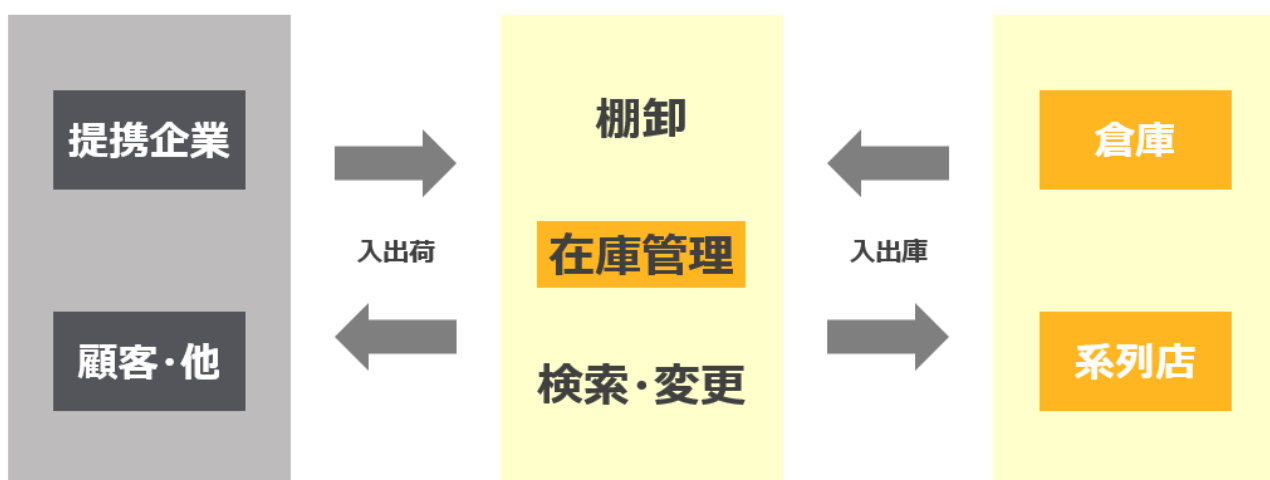 提携企業
顧客・他
入出荷
棚卸
在庫管理
検索・変更
入出庫
倉庫
系列店